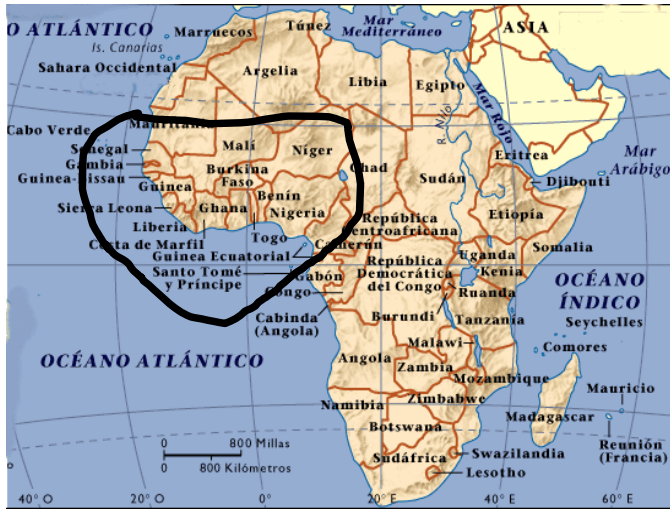 O ATLÁNTICO
Is. Canarias
Marruecos
Túnez
Mar
Mediterráneo
ASIA
Sahara Occidental
Argelia
Libia
Egipto
Mar Rojo
R. Nilo
Cabo Verde
Mauritania
Malí
Níger
Chad
Sudán
Eritrea
Mar
Arábigo
Senegal
Gambia
Guinea-Bissau
Guinea
Burkina
Faso
Benín
Nigeria
Djibouti
Etiopía
Sierra Leona
Ghana
Liberia
Togo
Costa de Marfil
República
Centroafricana
Camerún
Somalia
Guinea Ecuatorial
Santo Tomé
y Príncipe
Gabón
Congo
República
Democrática
del Congo
Uganda
Kenia
Ruanda
OCÉANO
ÍNDICO
Cabinda
(Angola)
Burundi
Tanzanía
Seychelles
OCÉANO ATLÁNTICO
Angola
Malawi
Comores
Zambia
Mozambique
Zimbabwe
Mauricio
Namibia
Madagascar
Botswana
Reunión
(Francia)
0 800 Millas
0 800 Kilómetros
Sudáfrica
Swazilandia
Lesotho
40° O 20° O 0° 20° E 40° E 60° E